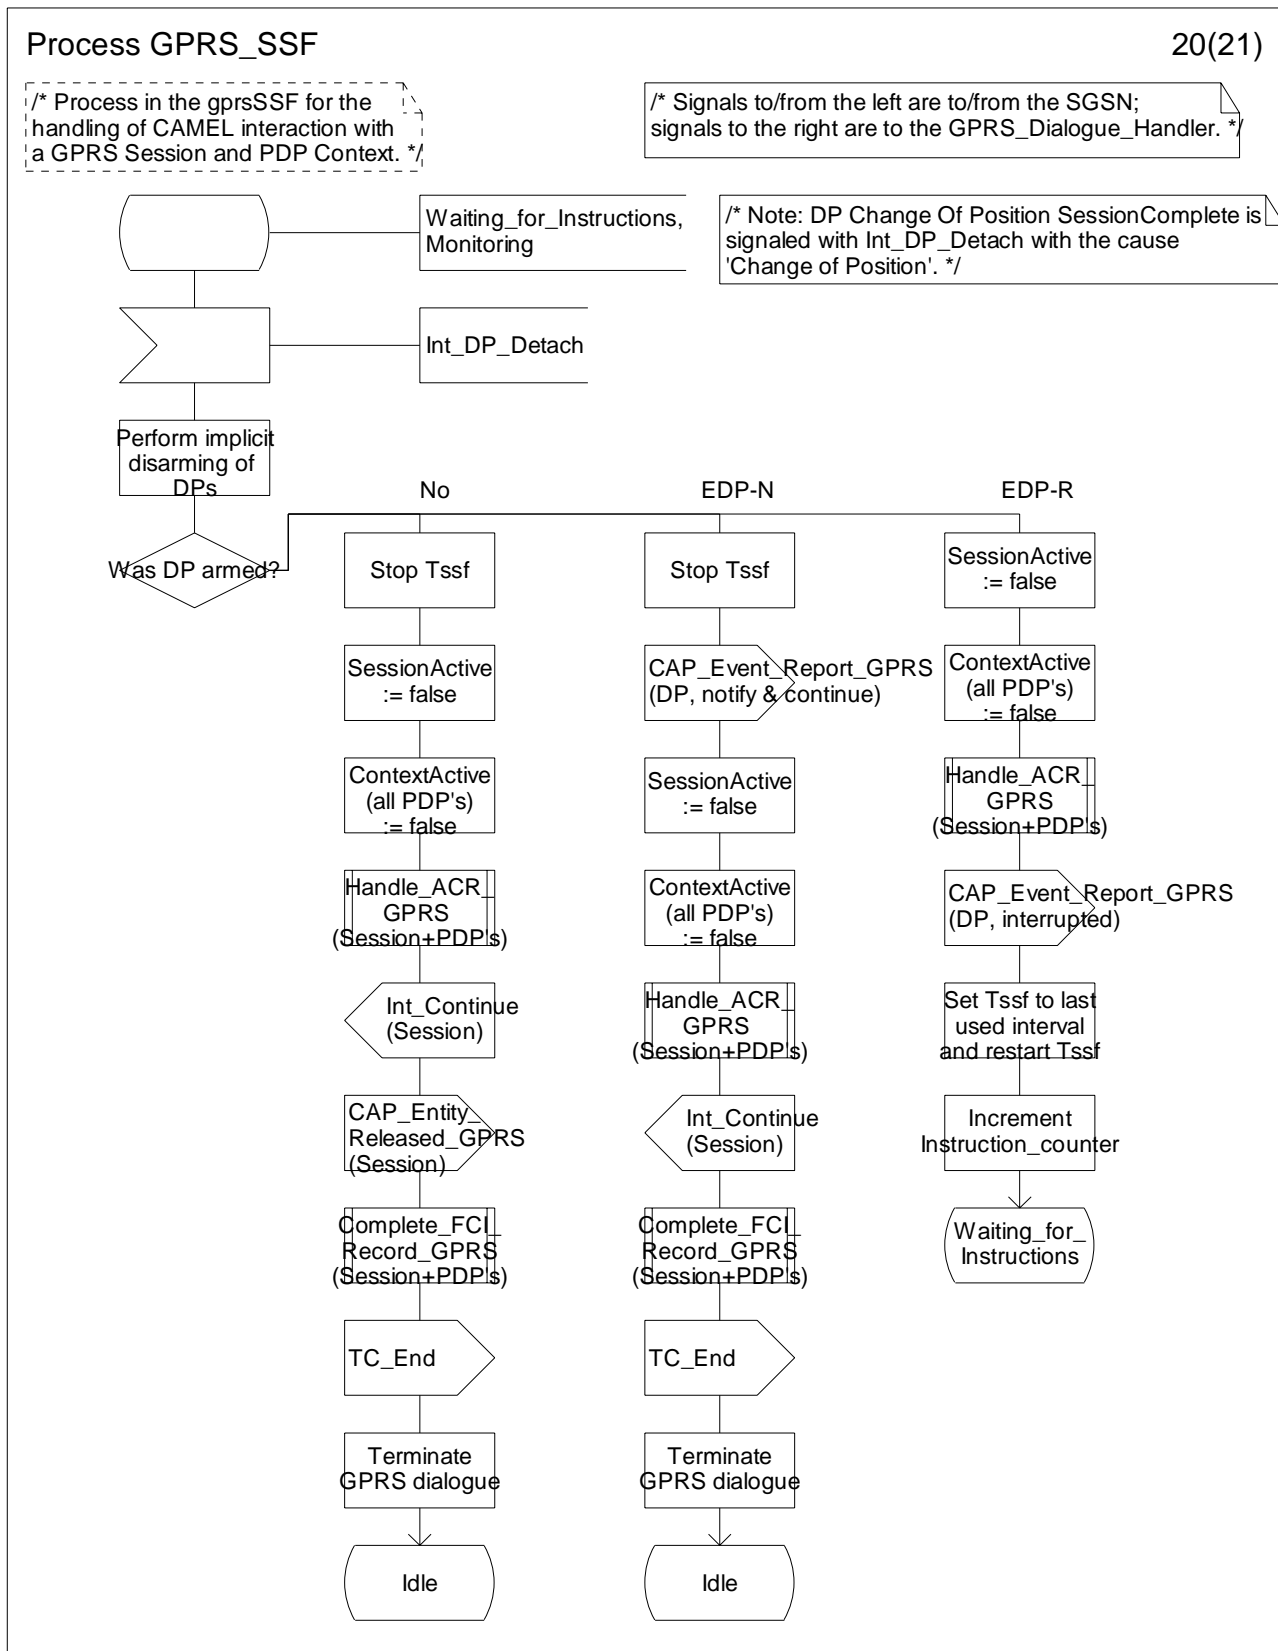 Process GPRS_SSF
20(21)
/* Process in the gprsSSF for the
handling of CAMEL interaction with
a GPRS Session and PDP Context. */
/* Signals to/from the left are to/from the SGSN;
signals to the right are to the GPRS_Dialogue_Handler. */
Waiting_for_Instructions,
Monitoring
/* Note: DP Change Of Position SessionComplete is
signaled with Int_DP_Detach with the cause
'Change of Position'. */
Int_DP_Detach
Perform implicit
disarming of
DPs
Was DP armed?
No
Stop Tssf
SessionActive
:= false
ContextActive
(all PDP's)
:= false
Handle_ACR_
GPRS
(Session+PDP's)
Int_Continue
(Session)
CAP_Entity_
Released_GPRS
(Session)
Complete_FCI_
Record_GPRS
(Session+PDP's)
TC_End
Terminate
GPRS dialogue
Idle
EDP-N
Stop Tssf
CAP_Event_Report_GPRS
(DP, notify & continue)
SessionActive
:= false
ContextActive
(all PDP's)
:= false
Handle_ACR_
GPRS
(Session+PDP's)
Int_Continue
(Session)
Complete_FCI_
Record_GPRS
(Session+PDP's)
TC_End
Terminate
GPRS dialogue
Idle
EDP-R
SessionActive
:= false
ContextActive
(all PDP's)
:= false
Handle_ACR_
GPRS
(Session+PDP's)
CAP_Event_Report_GPRS
(DP, interrupted)
Set Tssf to last
used interval
and restart Tssf
Increment
Instruction_counter
Waiting_for_
Instructions